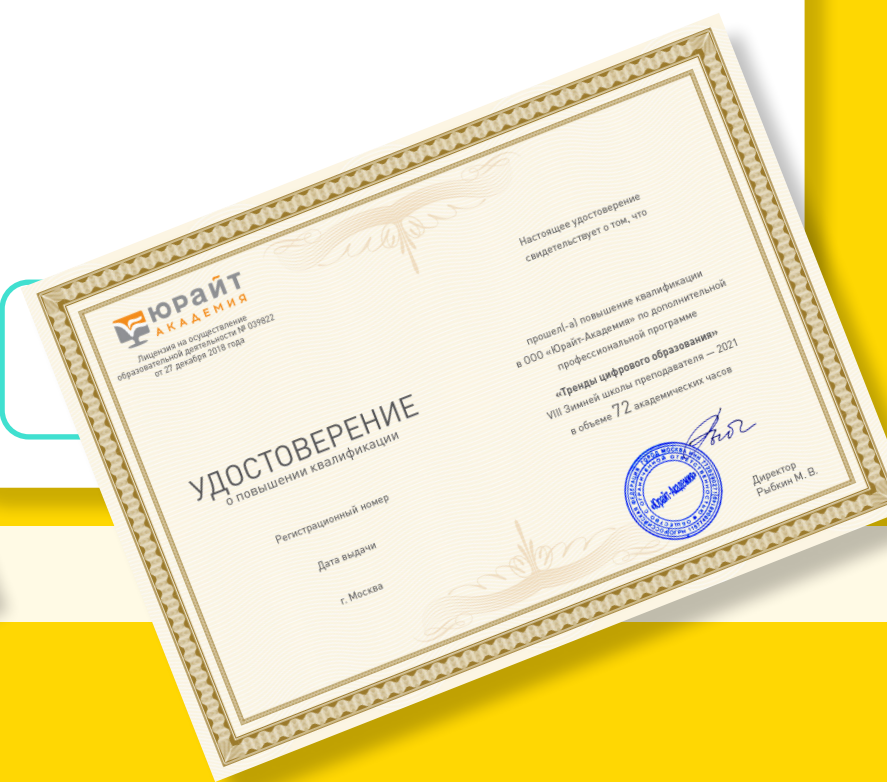 юрайт
АКАДЕМИЯ
Лицензия на осуществление
образовательной деятельности № 039822
от 27 декабря 2018 года
УДОСТОВЕРЕНИЕ
о повышении квалификации
Регистрационный номер
Дата выдачи
г. Москва
Настоящее удостоверение
свидетельствует о том, что
прошел(-а) повышение квалификации
в ООО «Юрайт-Академия» по дополнительной
профессиональной программе
«Тренды цифрового образования»
VIII Зимней школы преподавателя — 2021
в объеме 72 академических часов
«Юрайт-Академия»
Директор
Рыбкин М. В.